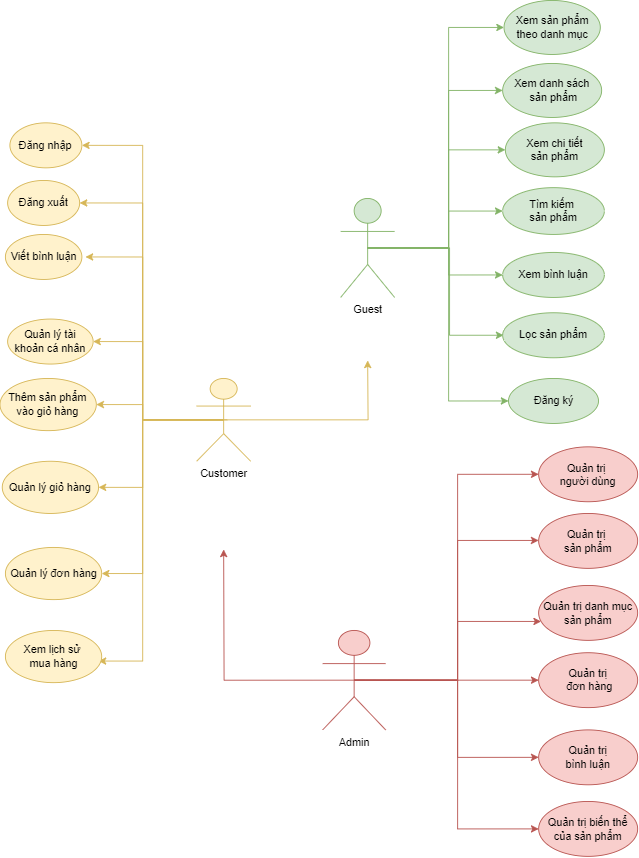 Xem sản phẩm
theo danh mục
Xem danh sách
sản phẩm
Xem chi tiết
sản phẩm
Tìm kiếm
sản phẩm
Xem bình luận
Lọc sản phẩm
Đăng ký
Guest
Đăng nhập
Đăng xuất
Viết bình luận
Quản lý tài
khoản cá nhân
Thêm sản phẩm
vào giỏ hàng
Quản lý giỏ hàng
Quản lý đơn hàng
Xem lịch sử
mua hàng
Customer
Quản trị
người dùng
Quản trị
sản phẩm
Quản trị danh mục
sản phẩm
Quản trị
đơn hàng
Quản trị
bình luận
Quản trị biến thể
của sản phẩm
Admin